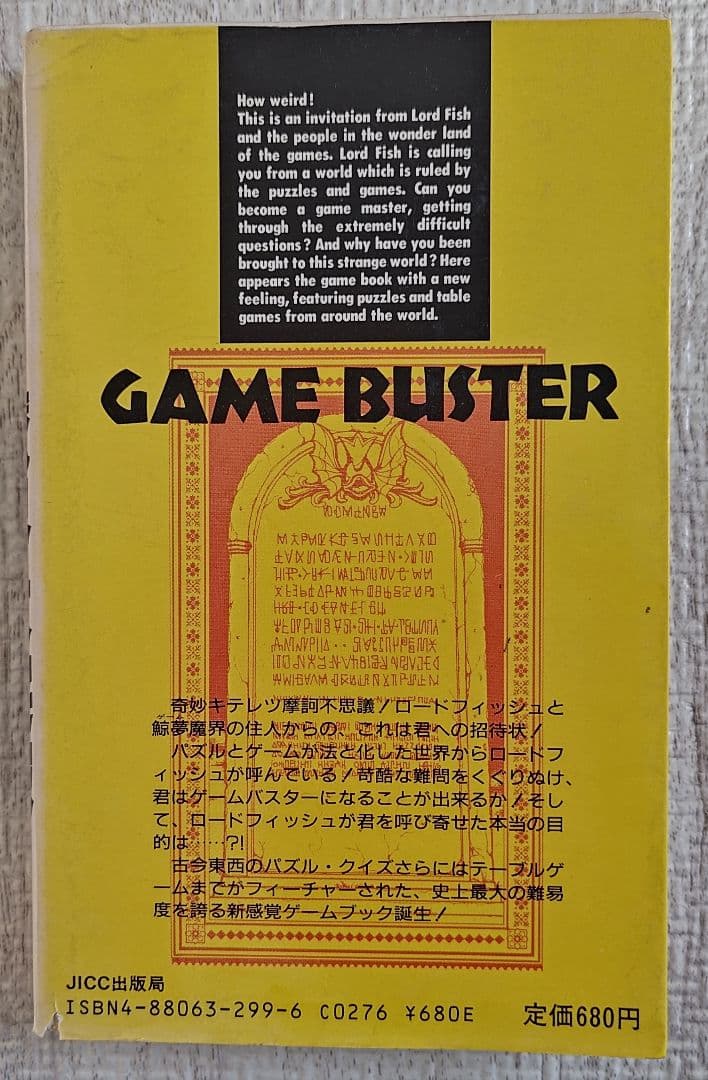 How weird!
This is an invitation from Lord Fish
and the people in the wonder land
of the games. Lord Fish is calling
you from a world which is ruled by
the puzzles and games. Can you
become a game master, getting
through the extremely difficult
questions? And why have you been
brought to this strange world? Here
appears the game book with a new
feeling, featuring puzzles and table
games from around the world.
GAME BUSTER
奇妙キテレツ摩訶不思議！ロードフィッシュと
鯨夢魔界の住人からの、これは君への招待状！
パズルとゲームが法と化した世界からロードフ
ィッシュが呼んでいる！苛酷な難問をくぐりぬけ、
君はゲームバスターになることが出来るか！そし
て、ロードフィッシュが君を呼び寄せた本当の目
的は……?!
古今東西のパズル・クイズさらにはテーブルゲ
ームまでがフィーチャーされた、史上最大の難易
度を誇る新感覚ゲームブック誕生！
JICC出版局
ISBN4-88063-299-6 C0276 ¥680E 定価680円